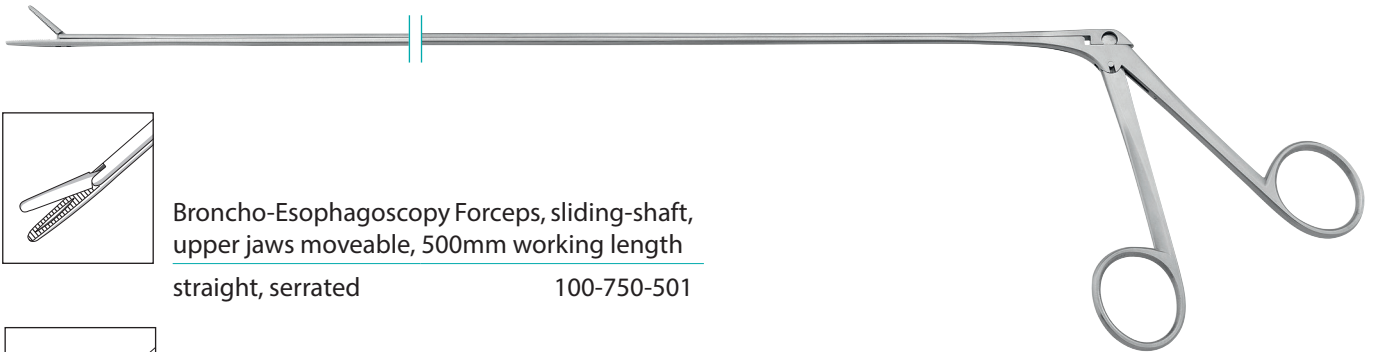 Broncho-Esophagoscopy Forceps, sliding-shaft,
upper jaws moveable, 500mm working length
straight, serrated 100-750-501